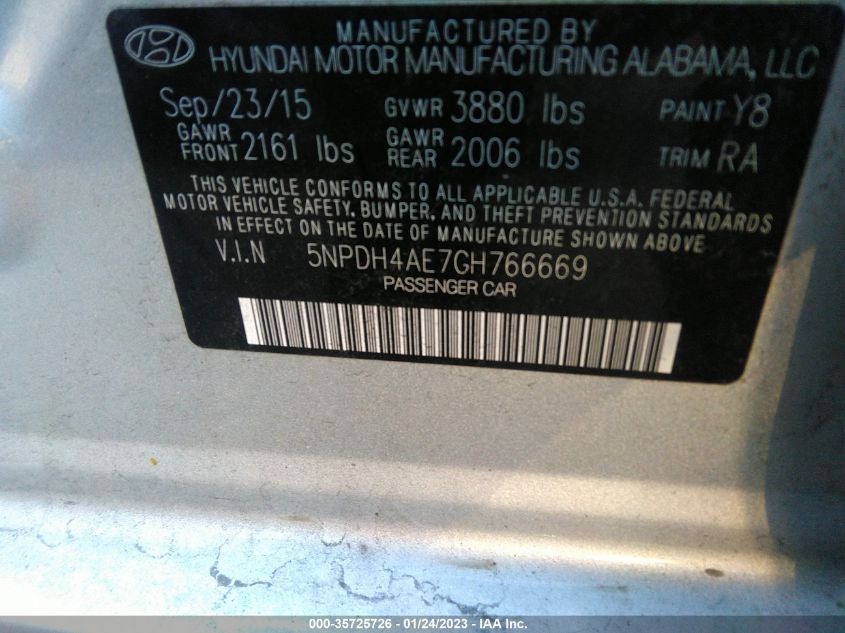 MANUFACTURED BY
HYUNDAI MOTOR MANUFACTURING ALABAMA, LLC
Sep/23/15 GVWR 3880 lbs PAINT Y8
GAWR FRONT 2161 lbs GAWR REAR 2006 lbs TRIM RA
THIS VEHICLE CONFORMS TO ALL APPLICABLE U.S.A. FEDERAL
MOTOR VEHICLE SAFETY, BUMPER, AND THEFT PREVENTION STANDARDS
IN EFFECT ON THE DATE OF MANUFACTURE SHOWN ABOVE
V.I.N 5NPDH4AE7GH766669
PASSENGER CAR
000-35725726 - 01/24/2023 - IAAI.com